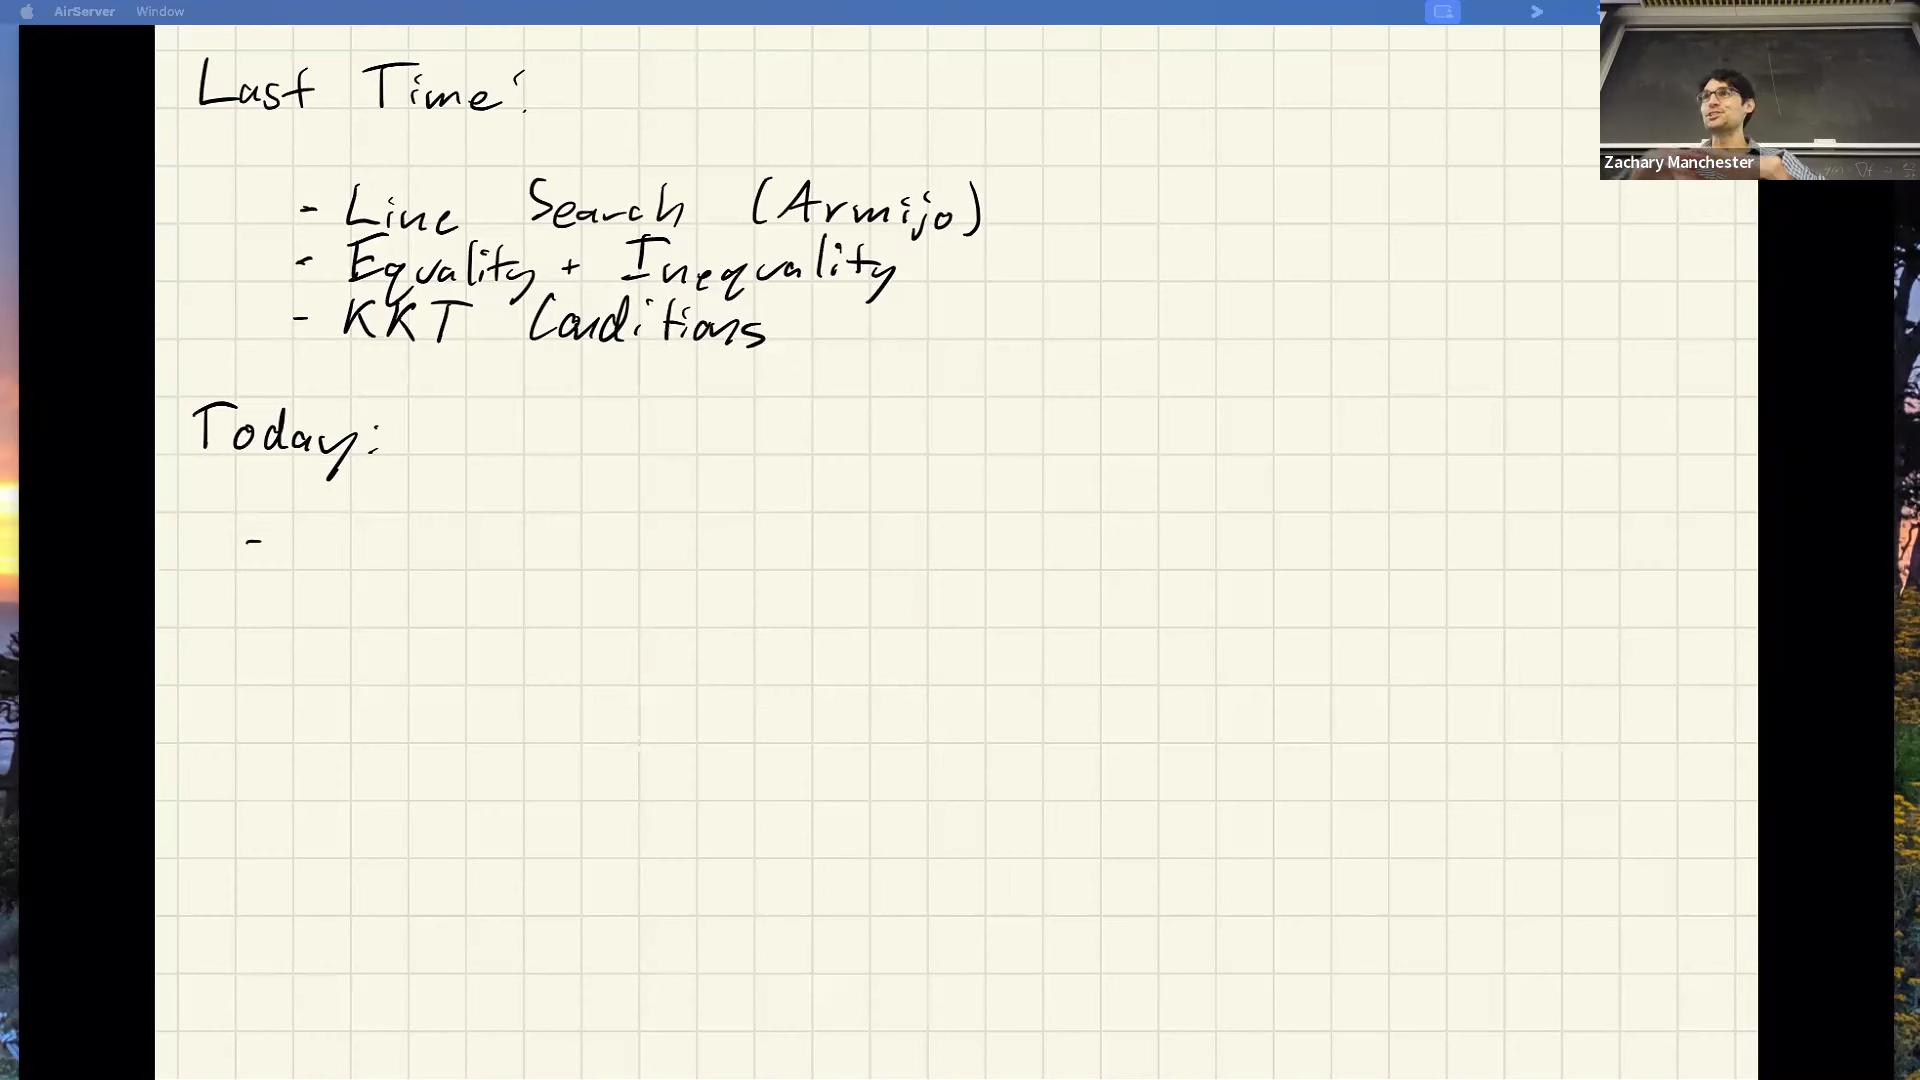 AirServer Window
Last Time:
- Line Search (Armijo)
- Equality + Inequality
- KKT Conditions
Today:
-
Zachary Manchester